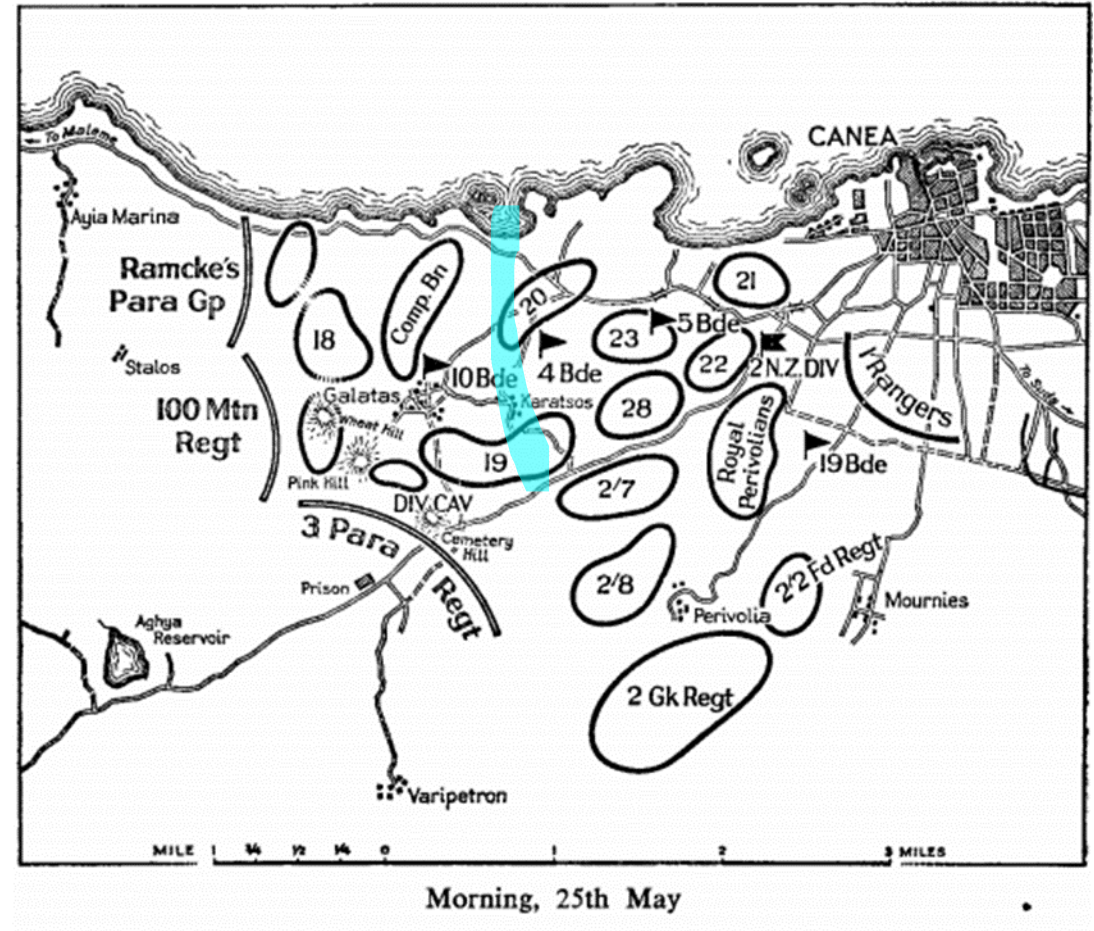 CANEA
To Maleme
Ayia Marina
Ramcke's
Para Gp
Stalos
100 Mtn
Regt
18
Comp. Bn
20
21
23
5 Bde
22
2 N.Z. DIV
1 Rangers
To Suda
10 Bde
4 Bde
Galatas
Karatsos
28
Wheat Hill
Pink Hill
19
Royal
Perivolians
19 Bde
2/7
DIV CAV
3 Para
Regt
Cemetery
Hill
Prison
2/8
2/2 Fd Regt
Perivolia
Mournies
Aghya
Reservoir
2 Gk Regt
Varipetron
MILE 1 ¾ ½ ¼ 0 1 2 3 MILES
Morning, 25th May